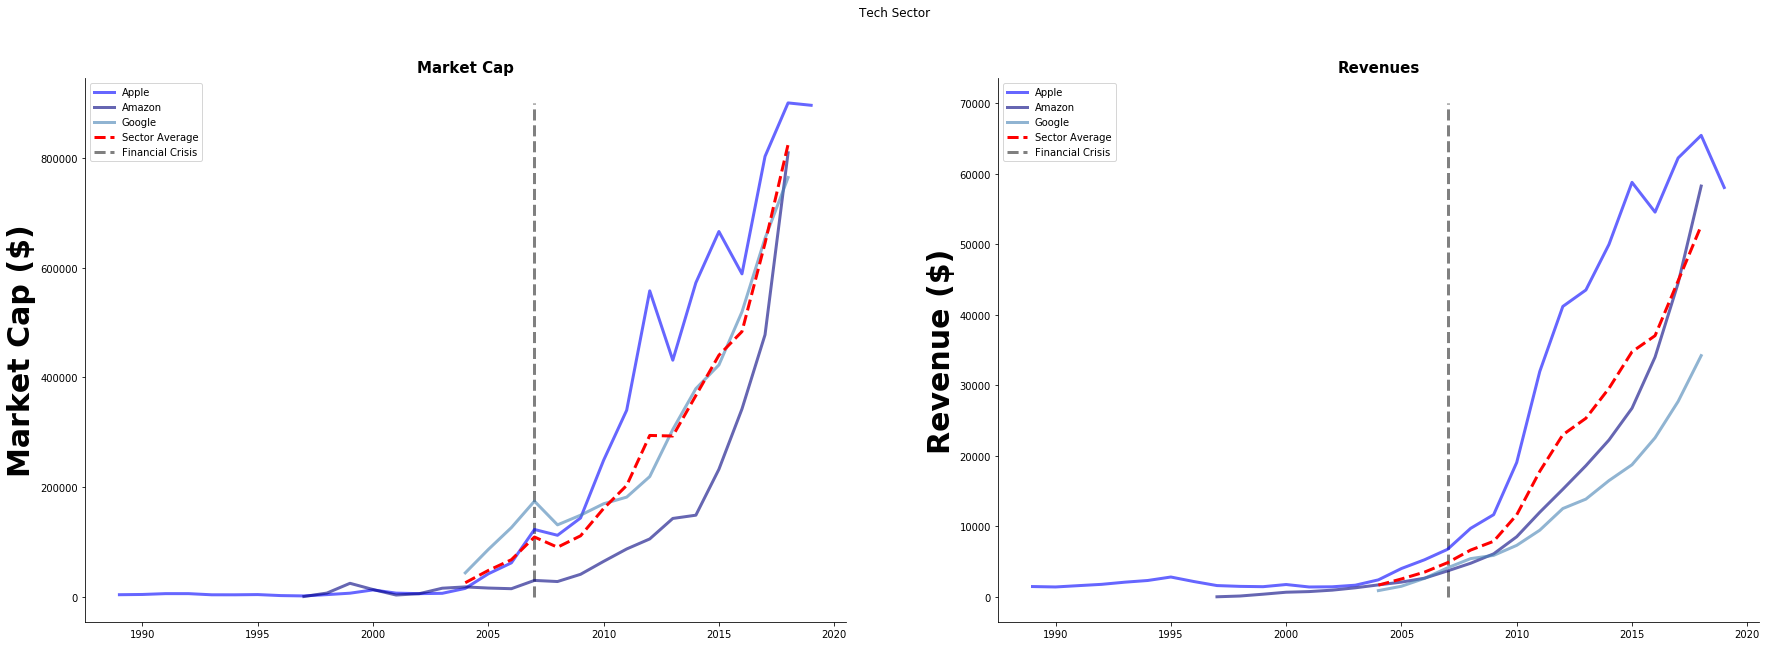 Tech Sector
Market Cap
Apple
Amazon
Google
Sector Average
Financial Crisis
Market Cap ($)
800000
600000
400000
200000
0
1990
1995
2000
2005
2010
2015
2020
Revenues
Apple
Amazon
Google
Sector Average
Financial Crisis
Revenue ($)
70000
60000
50000
40000
30000
20000
10000
0
1990
1995
2000
2005
2010
2015
2020